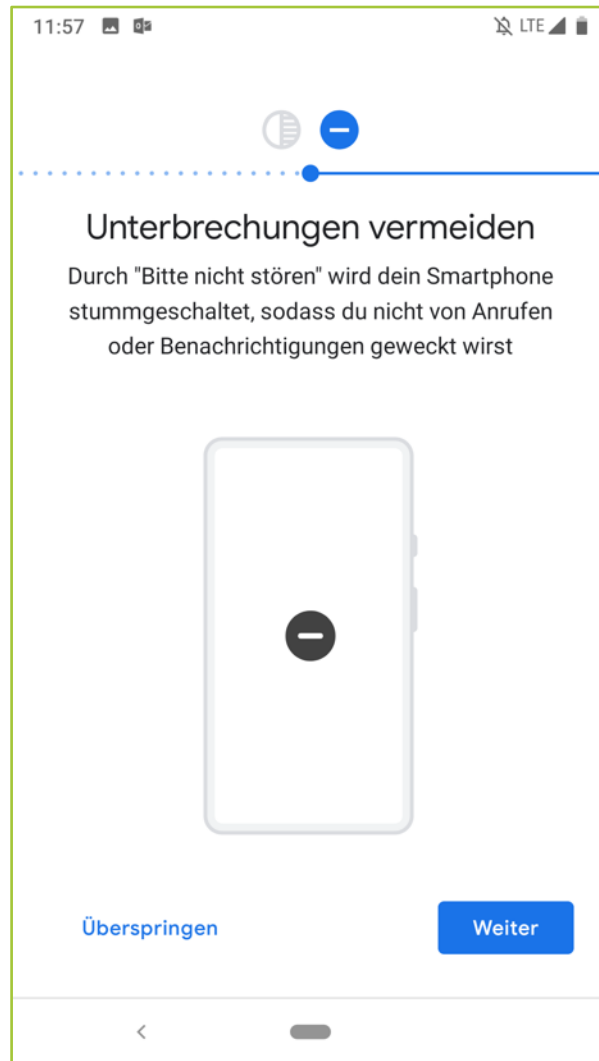 11:57 LTE
Unterbrechungen vermeiden
Durch "Bitte nicht stören" wird dein Smartphone
stummgeschaltet, sodass du nicht von Anrufen
oder Benachrichtigungen geweckt wirst
Überspringen Weiter